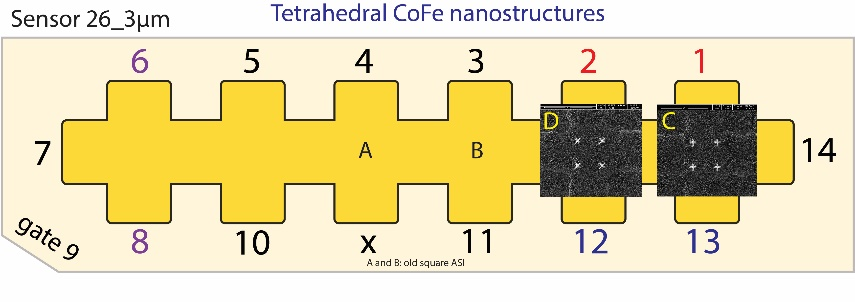 Sensor 26_3μm
Tetrahedral CoFe nanostructures
6 5 4 3 2 1
D C
7 A B 14
8 10 x 11 12 13
gate 9
A and B: old square ASI